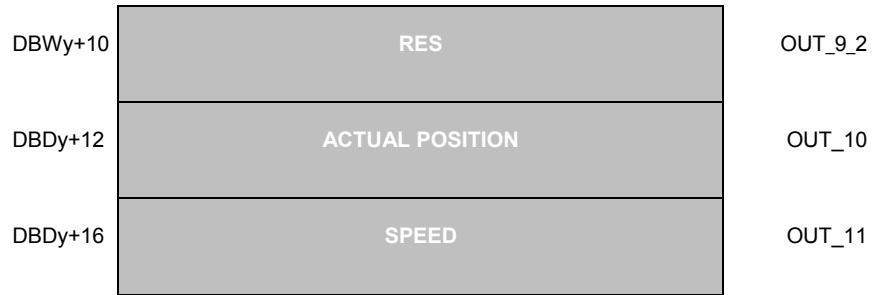 DBWy+10 RES OUT_9_2
DBDy+12 ACTUAL POSITION OUT_10
DBDy+16 SPEED OUT_11